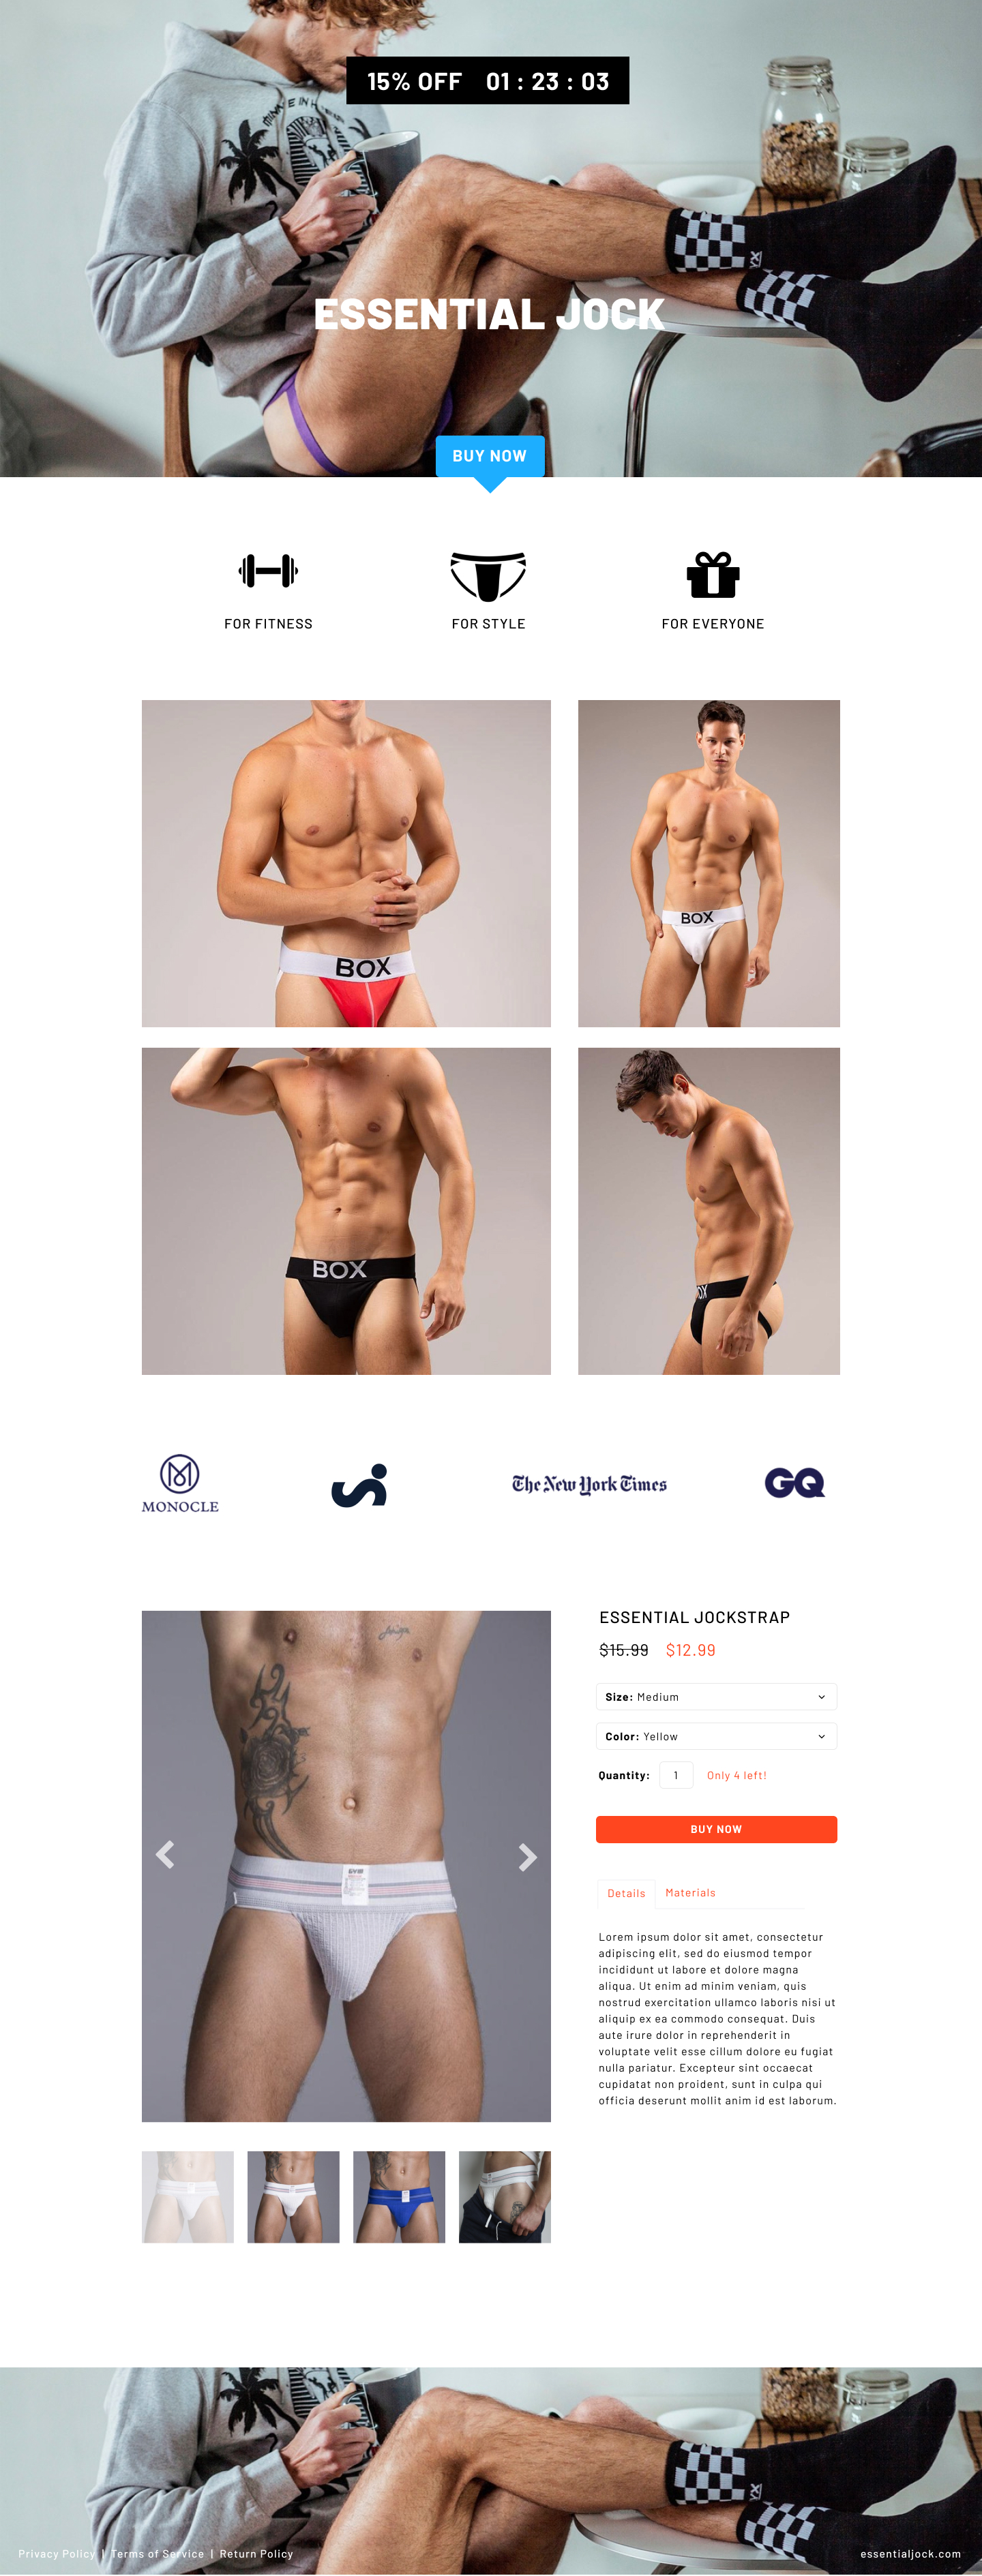 15% OFF 01 : 23 : 03
ESSENTIAL JOCK
BUY NOW
FOR FITNESS
FOR STYLE
FOR EVERYONE
BOX
BOX
BOX
MONOCLE
The New York Times
GQ
ESSENTIAL JOCKSTRAP
$15.99 $12.99
Size: Medium
Color: Yellow
Quantity: 1 Only 4 left!
BUY NOW
Details Materials
Lorem ipsum dolor sit amet, consectetur
adipiscing elit, sed do eiusmod tempor
incididunt ut labore et dolore magna
aliqua. Ut enim ad minim veniam, quis
nostrud exercitation ullamco laboris nisi ut
aliquip ex ea commodo consequat. Duis
aute irure dolor in reprehenderit in
voluptate velit esse cillum dolore eu fugiat
nulla pariatur. Excepteur sint occaecat
cupidatat non proident, sunt in culpa qui
officia deserunt mollit anim id est laborum.
Privacy Policy | Terms of Service | Return Policy
essentialjock.com